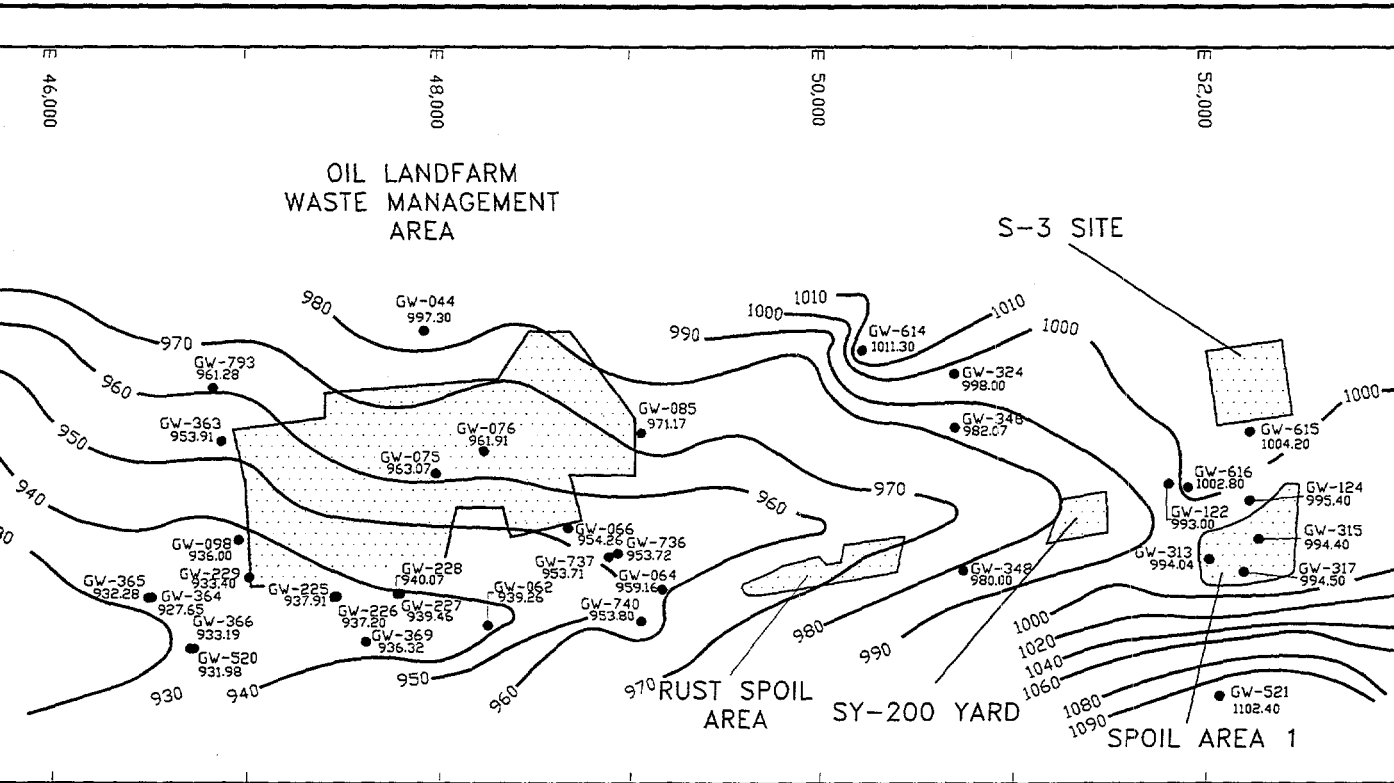 E 46,000
E 48,000
E 50,000
E 52,000
OIL LANDFARM
WASTE MANAGEMENT
AREA
S-3 SITE
980
GW-044
997.30
1010
1000
1010
990
1000
970
GW-614
1011.30
GW-793
961.28
GW-324
998.00
960
1000
GW-085
971.17
GW-363
953.91
GW-076
961.91
GW-348
982.07
GW-615
1004.20
950
GW-075
963.07
GW-616
1002.80
940
960
970
GW-124
995.40
GW-122
993.00
GW-066
954.26
GW-315
994.40
GW-098
936.00
GW-736
953.72
GW-737
953.71
GW-313
994.04
GW-228
940.07
GW-229
933.40
GW-348
980.00
GW-317
994.50
GW-365
932.28
GW-364
927.65
GW-225
937.91
GW-062
939.26
GW-064
959.16
GW-226
937.20
GW-227
939.46
GW-740
953.80
GW-366
933.19
GW-369
936.32
GW-520
931.98
980
1000
990
1020
1040
950
1060
930
940
960
970
RUST SPOIL
AREA
SY-200 YARD
GW-521
1102.40
1080
1090
SPOIL AREA 1